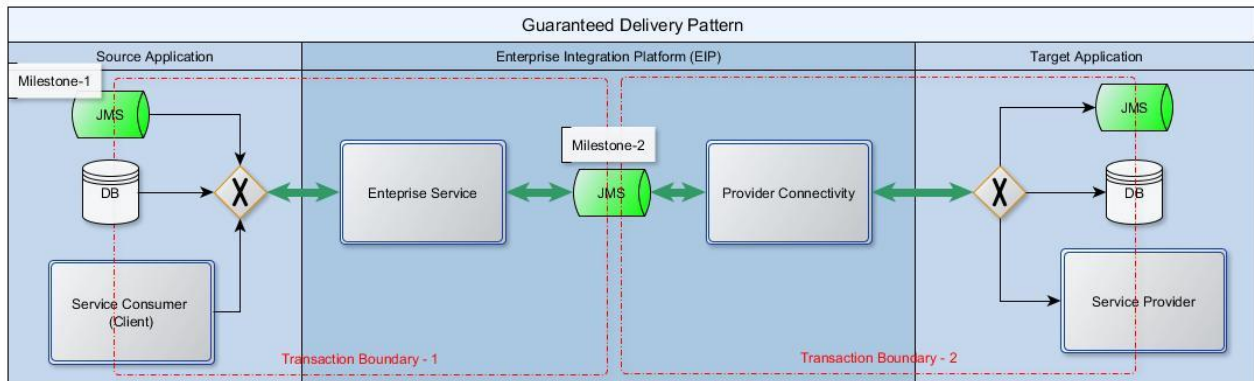 Guaranteed Delivery Pattern
Source Application
Enterprise Integration Platform (EIP)
Target Application
Milestone-1
JMS
DB
X
Service Consumer
(Client)
Enteprise Service
Milestone-2
JMS
Provider Connectivity
X
JMS
DB
Service Provider
Transaction Boundary - 1
Transaction Boundary - 2